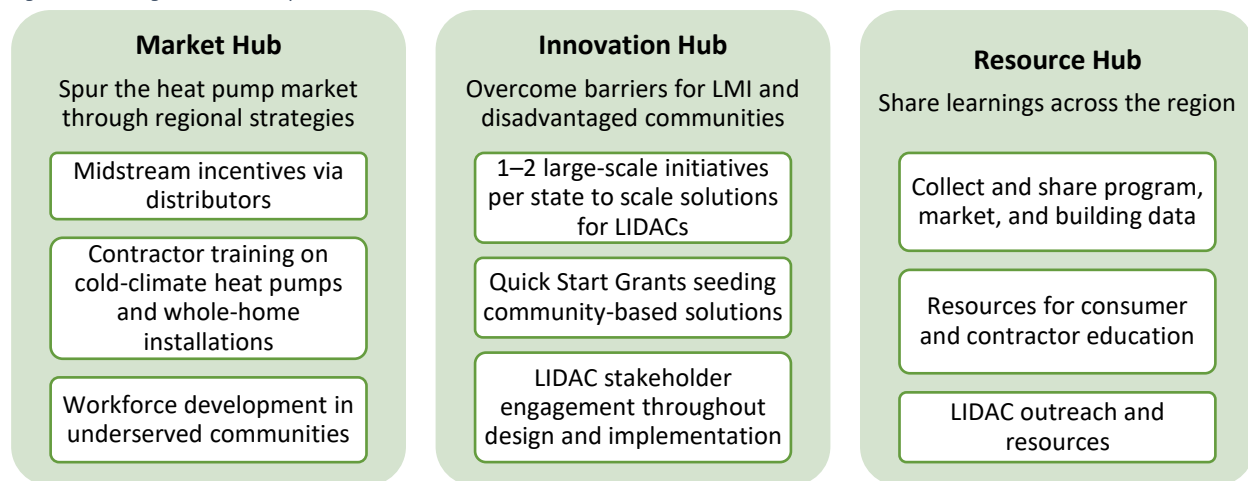 Market Hub
Spur the heat pump market
through regional strategies
Midstream incentives via
distributors
Contractor training on
cold-climate heat pumps
and whole-home
installations
Workforce development in
underserved communities
Innovation Hub
Overcome barriers for LMI and
disadvantaged communities
1–2 large-scale initiatives
per state to scale solutions
for LIDACs
Quick Start Grants seeding
community-based solutions
LIDAC stakeholder
engagement throughout
design and implementation
Resource Hub
Share learnings across the region
Collect and share program,
market, and building data
Resources for consumer
and contractor education
LIDAC outreach and
resources